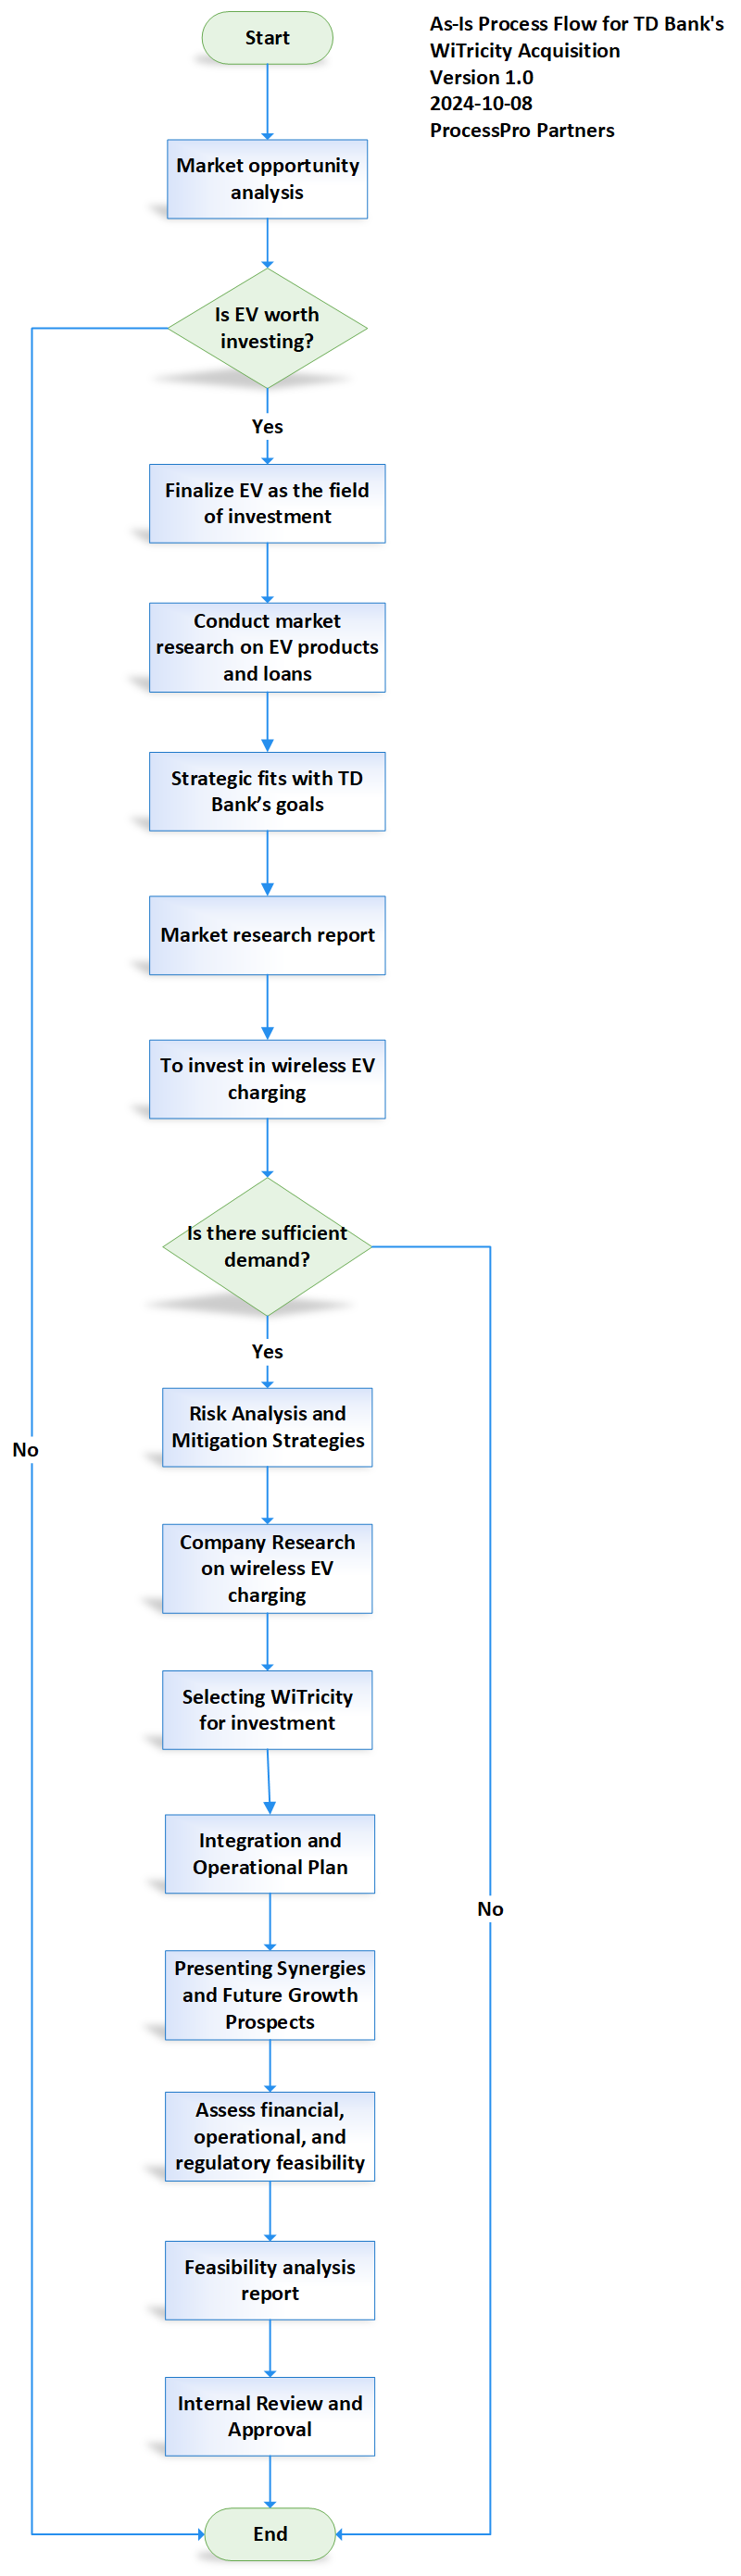 Start
As-Is Process Flow for TD Bank's
WiTricity Acquisition
Version 1.0
2024-10-08
ProcessPro Partners
Market opportunity
analysis
Is EV worth
investing?
Yes
Finalize EV as the field
of investment
Conduct market
research on EV products
and loans
Strategic fits with TD
Bank’s goals
Market research report
To invest in wireless EV
charging
Is there sufficient
demand?
Yes
Risk Analysis and
Mitigation Strategies
No
Company Research
on wireless EV
charging
Selecting WiTricity
for investment
Integration and
Operational Plan
No
Presenting Synergies
and Future Growth
Prospects
Assess financial,
operational, and
regulatory feasibility
Feasibility analysis
report
Internal Review and
Approval
End